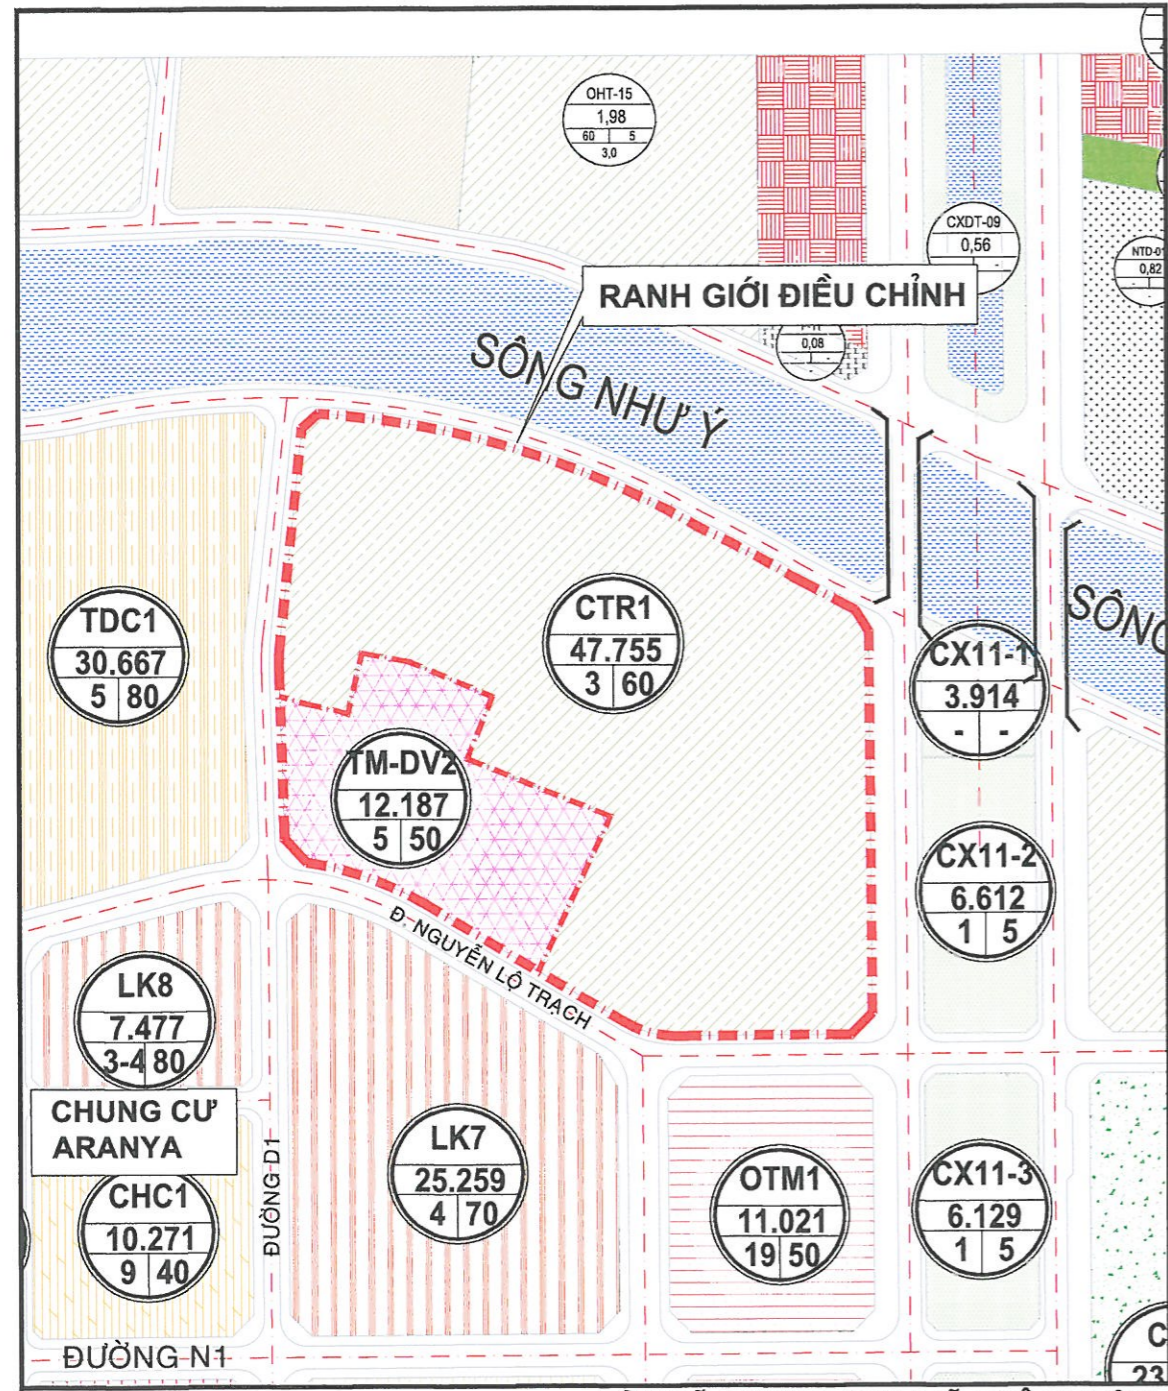 OHT-15
1,98
60 5
3,0
CXDT-09
0,56
-
NTD-0
0,82
- -
-
RANH GIỚI ĐIỀU CHỈNH
0,08
- -
-
SÔNG NHƯ Ý
SÔNG
TDC1
30.667
5 80
CTR1
47.755
3 60
CX11-1
3.914
- -
TM-DV2
12.187
5 50
CX11-2
6.612
1 5
Đ. NGUYỄN LỘ TRẠCH
LK8
7.477
3-4 80
CHUNG CƯ
ARANYA
CHC1
10.271
9 40
ĐƯỜNG D1
LK7
25.259
4 70
OTM1
11.021
19 50
CX11-3
6.129
1 5
C
23
ĐƯỜNG N1